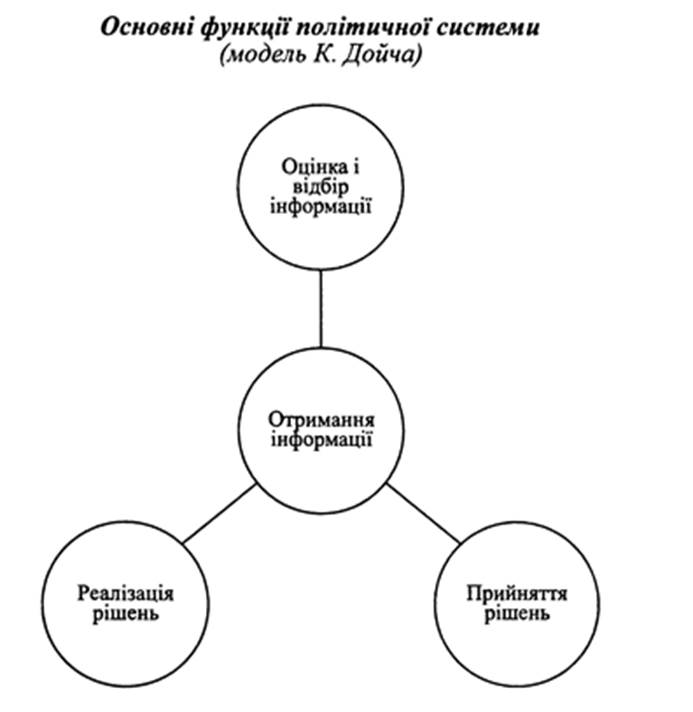 Основні функції політичної системи
(модель К. Дойча)
Оцінка і
відбір
інформації
Отримання
інформації
Реалізація
рішень
Прийняття
рішень